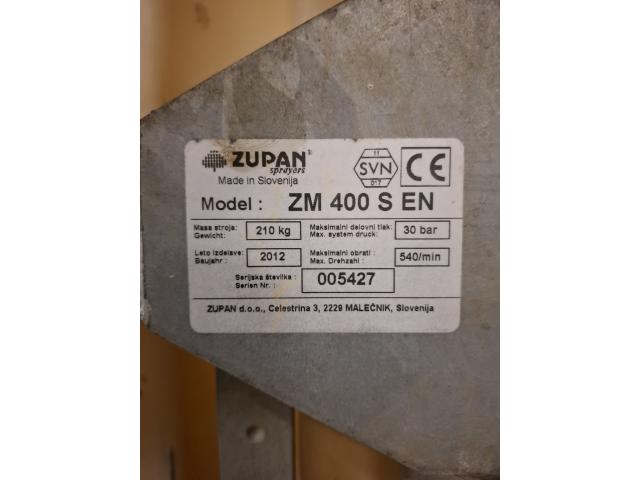 ZUPAN®
sprayers
Made in Slovenija
11
SVN
017
CE
Model : ZM 400 S EN
Masa stroja: 210 kg Maksimalni delovni tlak: 30 bar
Gewicht: Max. system druck:
Leto izdelave: 2012 Maksimalni obrati : 540/min
Baujahr : Max. Drehzahl :
Serijska številka : 005427
Serien Nr. :
ZUPAN d.o.o., Celestrina 3, 2229 MALEČNIK, Slovenija